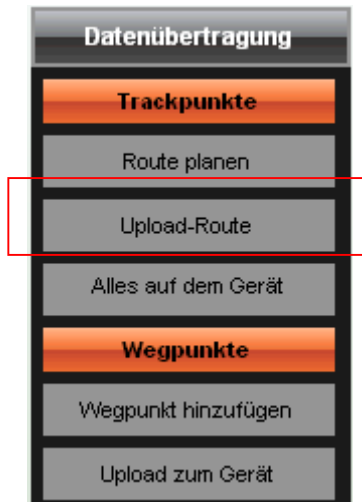 Datenübertragung
Trackpunkte
Route planen
Upload-Route
Alles auf dem Gerät
Wegpunkte
Wegpunkt hinzufügen
Upload zum Gerät